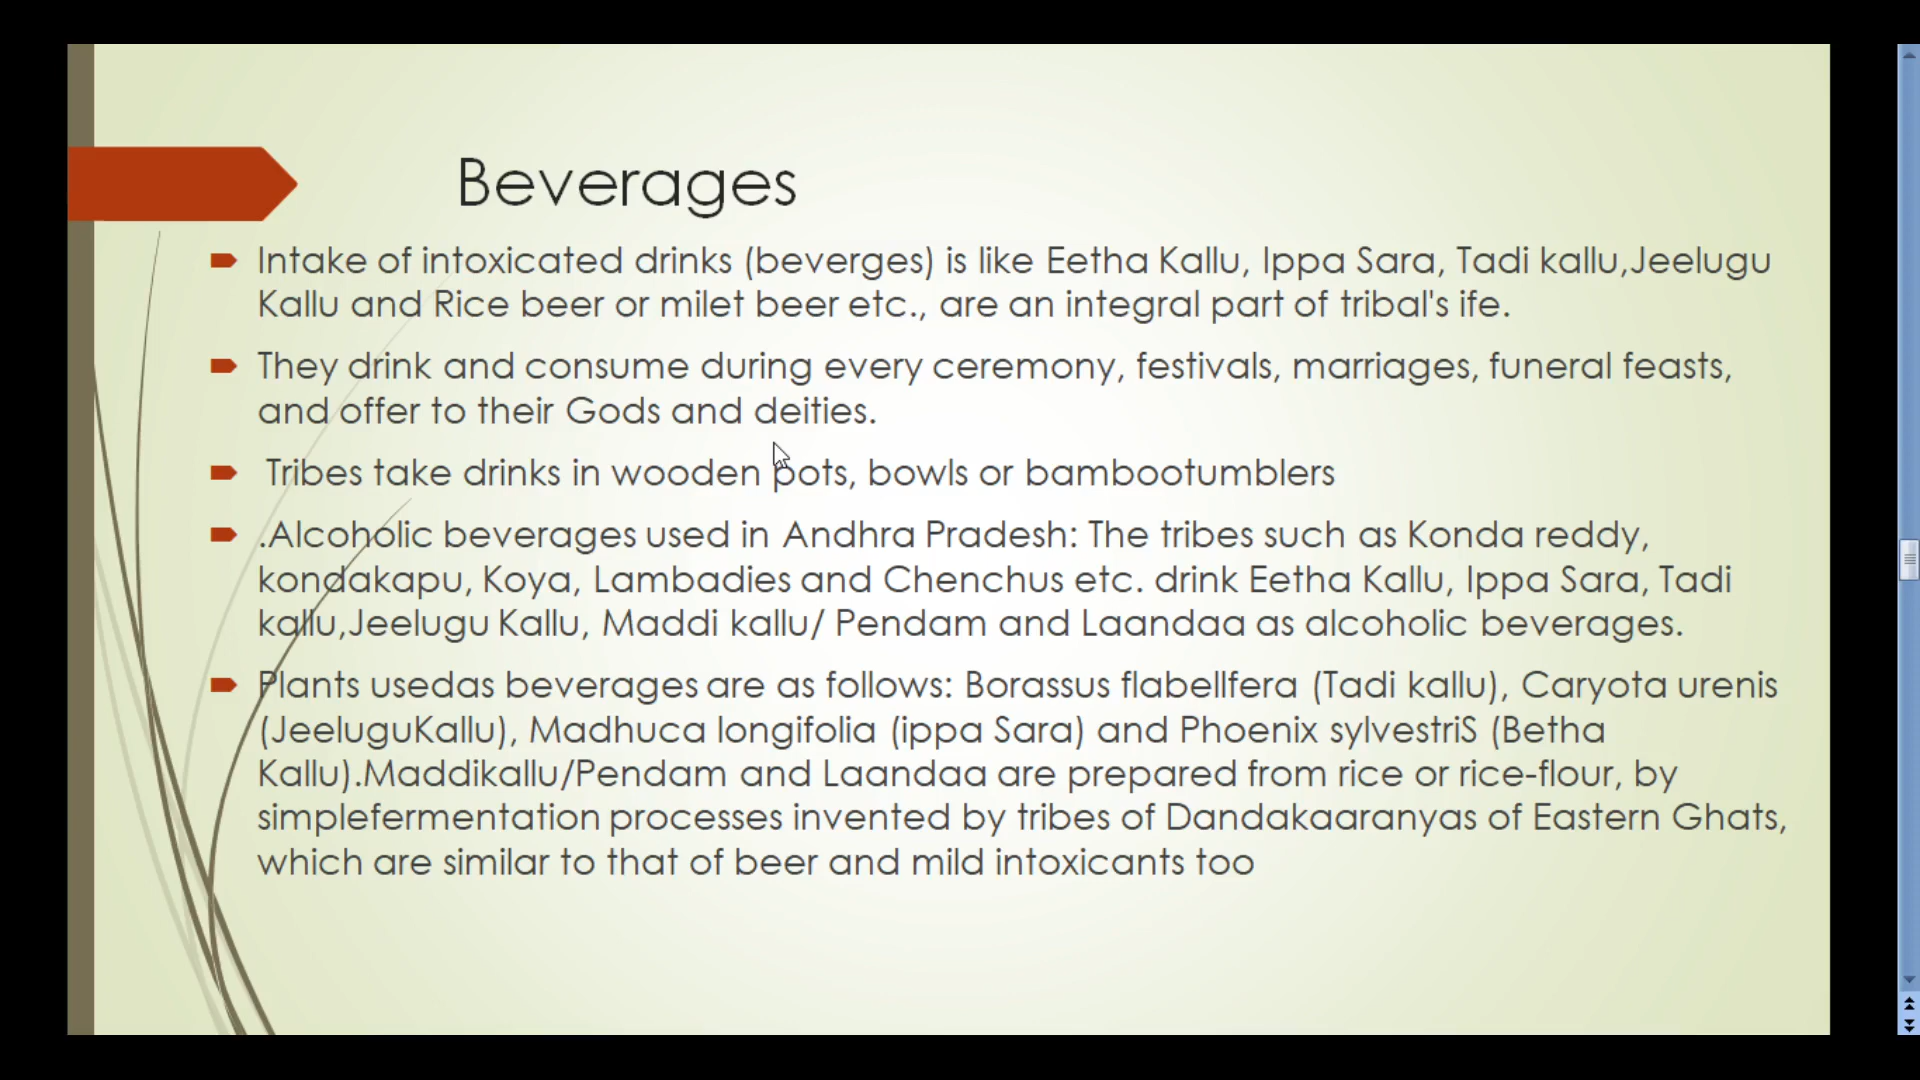 Beverages
Intake of intoxicated drinks (beverges) is like Eetha Kallu, Ippa Sara, Tadi kallu,Jeelugu
Kallu and Rice beer or milet beer etc., are an integral part of tribal's ife.
They drink and consume during every ceremony, festivals, marriages, funeral feasts,
and offer to their Gods and deities.
Tribes take drinks in wooden pots, bowls or bambootumblers
.Alcoholic beverages used in Andhra Pradesh: The tribes such as Konda reddy,
kondakapu, Koya, Lambadies and Chenchus etc. drink Eetha Kallu, Ippa Sara, Tadi
kallu,Jeelugu Kallu, Maddi kallu/ Pendam and Laandaa as alcoholic beverages.
Plants usedas beverages are as follows: Borassus flabellfera (Tadi kallu), Caryota urenis
(JeeluguKallu), Madhuca longifolia (ippa Sara) and Phoenix sylvestriS (Betha
Kallu).Maddikallu/Pendam and Laandaa are prepared from rice or rice-flour, by
simplefermentation processes invented by tribes of Dandakaaranyas of Eastern Ghats,
which are similar to that of beer and mild intoxicants too